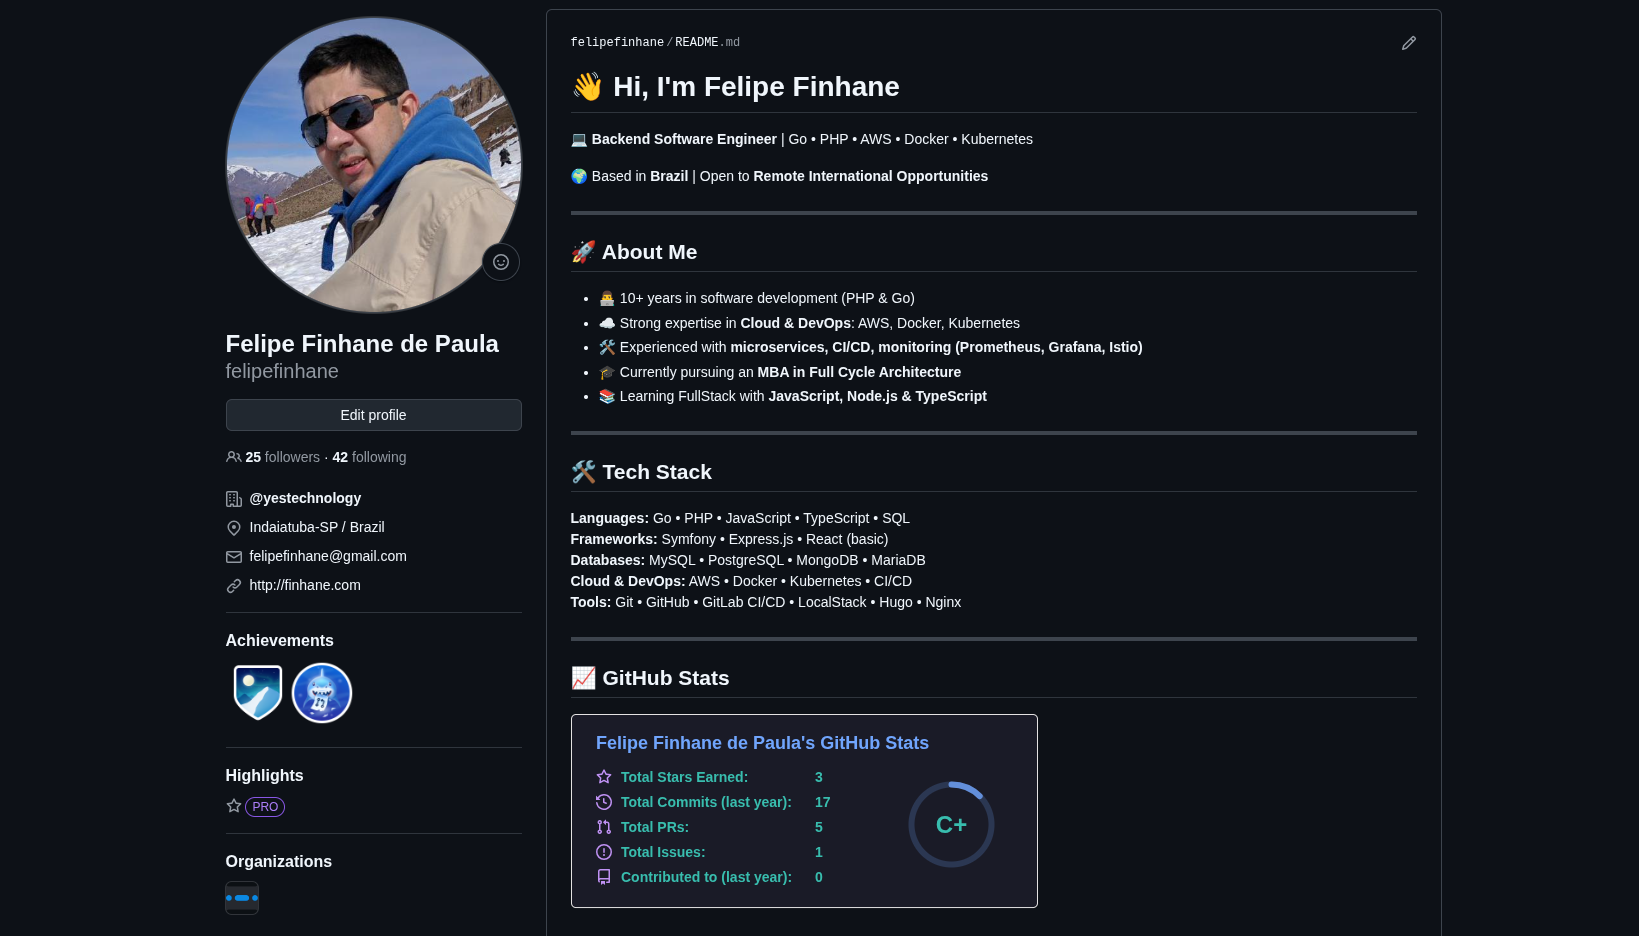 Felipe Finhane de Paula
felipefinhane
Edit profile
25 followers · 42 following
@yestechnology
Indaiatuba-SP / Brazil
felipefinhane@gmail.com
http://finhane.com
Achievements
Highlights
PRO
Organizations
felipefinhane/README.md
👋 Hi, I'm Felipe Finhane
💻 Backend Software Engineer | Go • PHP • AWS • Docker • Kubernetes
🌍 Based in Brazil | Open to Remote International Opportunities
🚀 About Me
• 👨‍💻 10+ years in software development (PHP & Go)
• ☁️ Strong expertise in Cloud & DevOps: AWS, Docker, Kubernetes
• 🛠️ Experienced with microservices, CI/CD, monitoring (Prometheus, Grafana, Istio)
• 🎓 Currently pursuing an MBA in Full Cycle Architecture
• 📚 Learning FullStack with JavaScript, Node.js & TypeScript
🛠️ Tech Stack
Languages: Go • PHP • JavaScript • TypeScript • SQL
Frameworks: Symfony • Express.js • React (basic)
Databases: MySQL • PostgreSQL • MongoDB • MariaDB
Cloud & DevOps: AWS • Docker • Kubernetes • CI/CD
Tools: Git • GitHub • GitLab CI/CD • LocalStack • Hugo • Nginx
📈 GitHub Stats
Felipe Finhane de Paula's GitHub Stats
Total Stars Earned: 3
Total Commits (last year): 17
Total PRs: 5
Total Issues: 1
Contributed to (last year): 0
C+